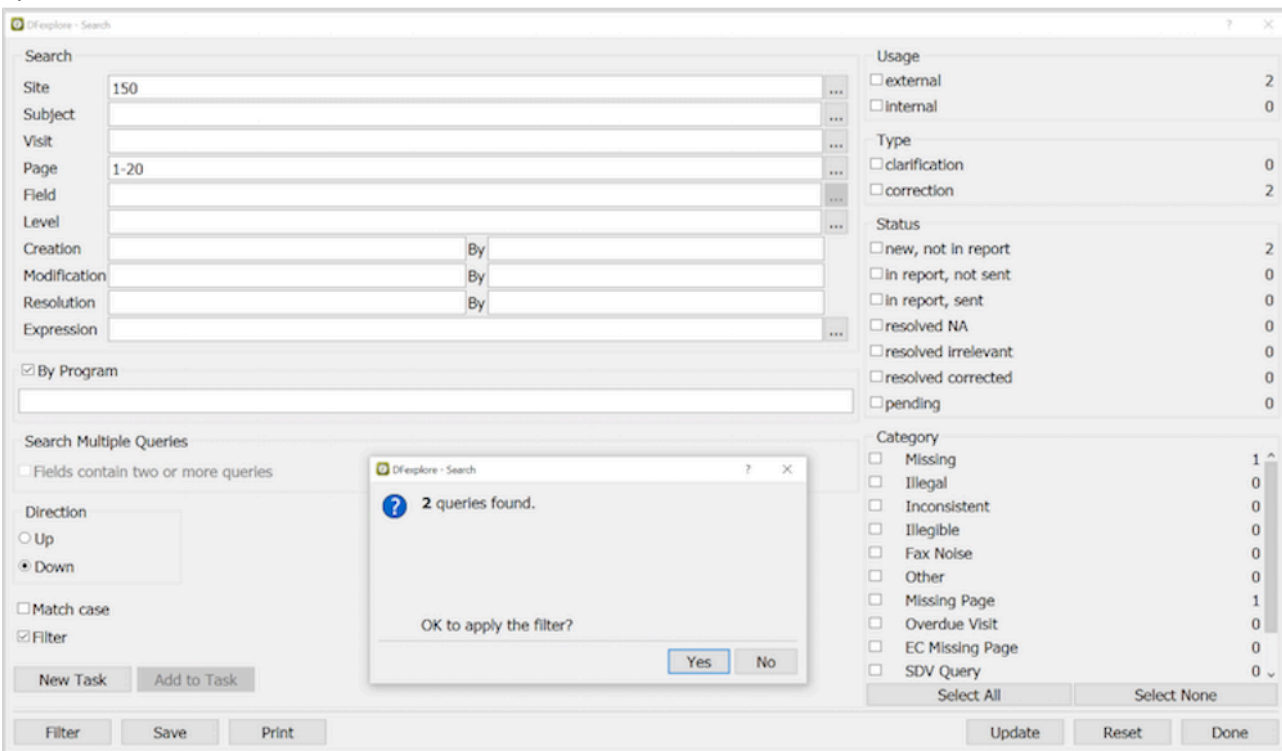 DFexplore - Search
? ×
Search
Site 150 ...
Subject ...
Visit ...
Page 1-20 ...
Field ...
Level ...
Creation By
Modification By
Resolution By
Expression ...
By Program
Search Multiple Queries
Fields contain two or more queries
Direction
Up
Down
Match case
Filter
New Task Add to Task
Filter Save Print
DFexplore - Search
? ×
2 queries found.
OK to apply the filter?
Yes No
Usage
external 2
internal 0
Type
clarification 0
correction 2
Status
new, not in report 2
in report, not sent 0
in report, sent 0
resolved NA 0
resolved irrelevant 0
resolved corrected 0
pending 0
Category
Missing 1
Illegal 0
Inconsistent 0
Illegible 0
Fax Noise 0
Other 0
Missing Page 1
Overdue Visit 0
EC Missing Page 0
SDV Query 0
Select All Select None
Update Reset Done